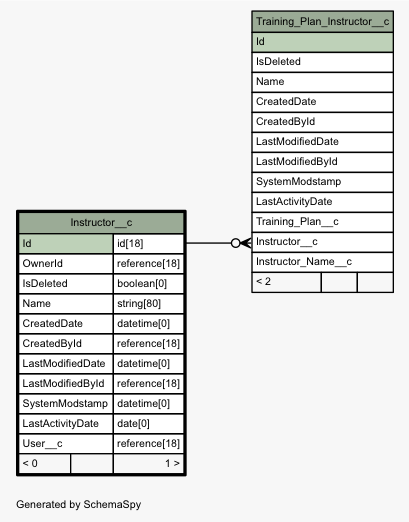 Training_Plan_Instructor__c
Id
IsDeleted
Name
CreatedDate
CreatedById
LastModifiedDate
LastModifiedById
SystemModstamp
LastActivityDate
Training_Plan__c
Instructor__c
Instructor_Name__c
< 2
Instructor__c
Id id[18]
OwnerId reference[18]
IsDeleted boolean[0]
Name string[80]
CreatedDate datetime[0]
CreatedById reference[18]
LastModifiedDate datetime[0]
LastModifiedById reference[18]
SystemModstamp datetime[0]
LastActivityDate date[0]
User__c reference[18]
< 0 1 >
Generated by SchemaSpy